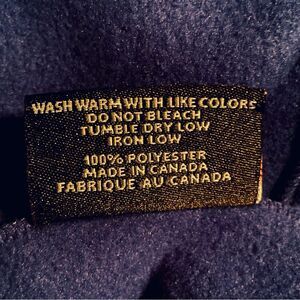 WASH WARM WITH LIKE COLORS
DO NOT BLEACH
TUMBLE DRY LOW
IRON LOW
100% POLYESTER
MADE IN CANADA
FABRIQUE AU CANADA